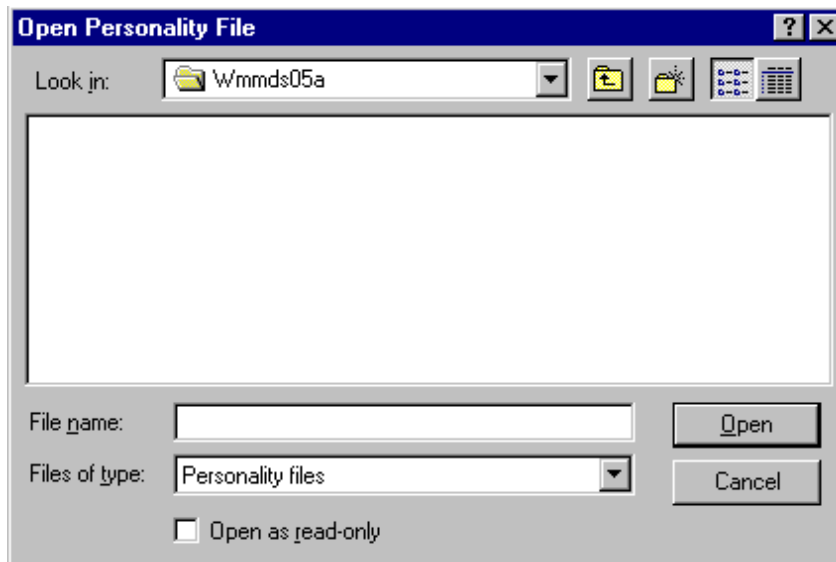 Open Personality File
Look in: Wmmds05a
File name: Open
Files of type: Personality files Cancel
Open as read-only